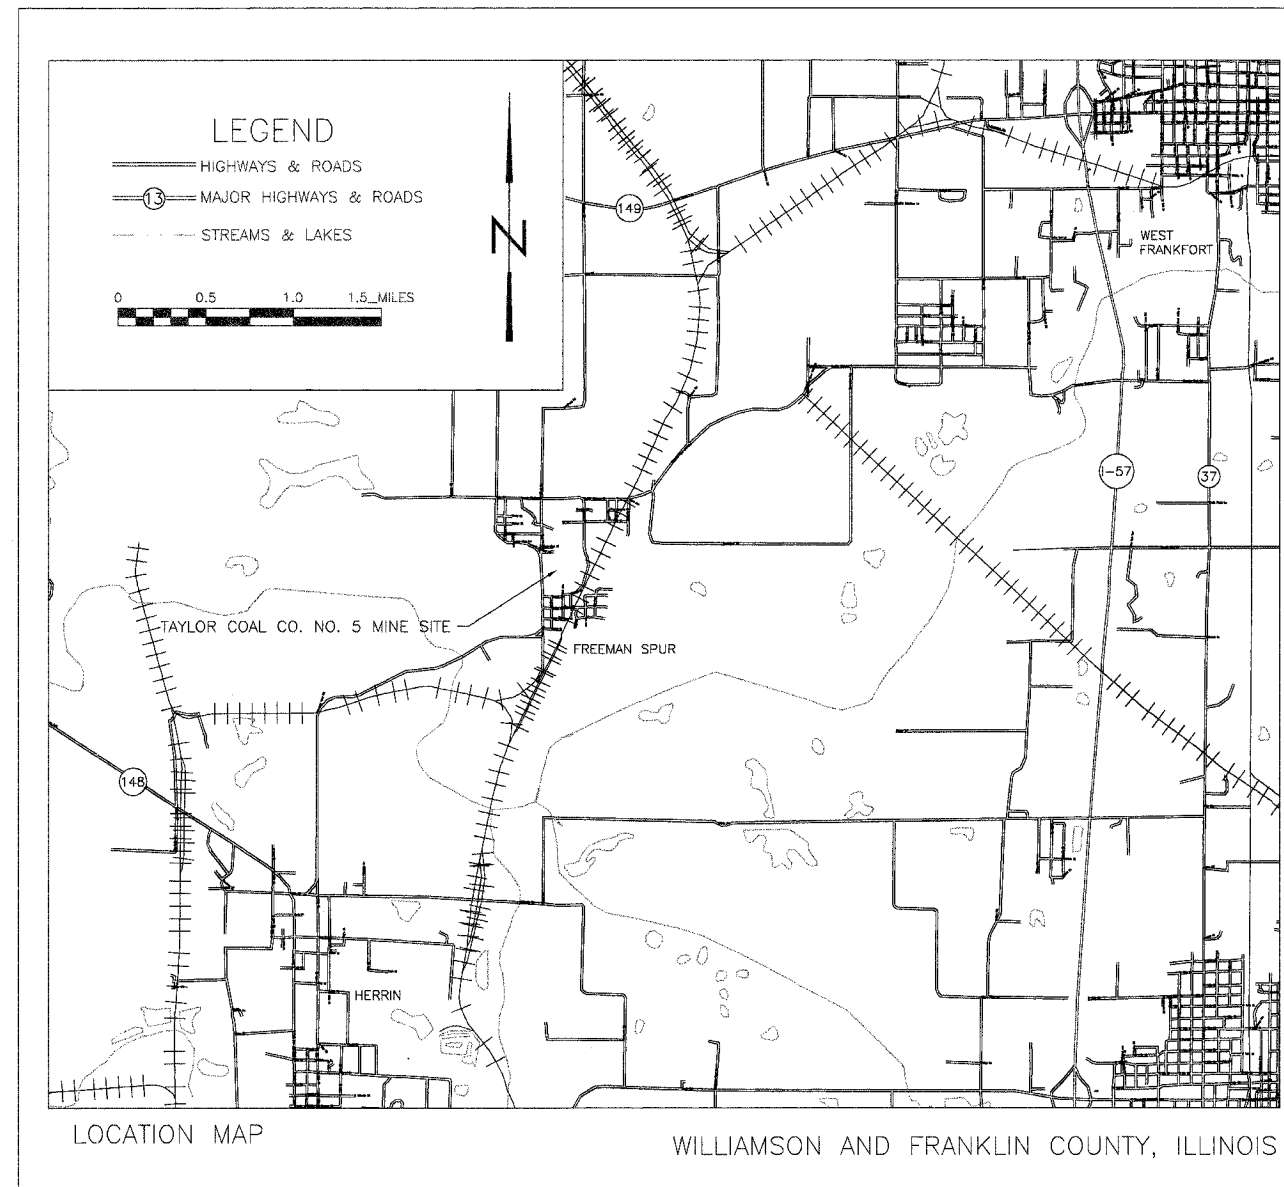 LEGEND
HIGHWAYS & ROADS
13 MAJOR HIGHWAYS & ROADS
STREAMS & LAKES
0 0.5 1.0 1.5_MILES
N
149
WEST
FRANKFORT
I-57
37
TAYLOR COAL CO. NO. 5 MINE SITE
FREEMAN SPUR
148
HERRIN
LOCATION MAP
WILLIAMSON AND FRANKLIN COUNTY, ILLINOIS